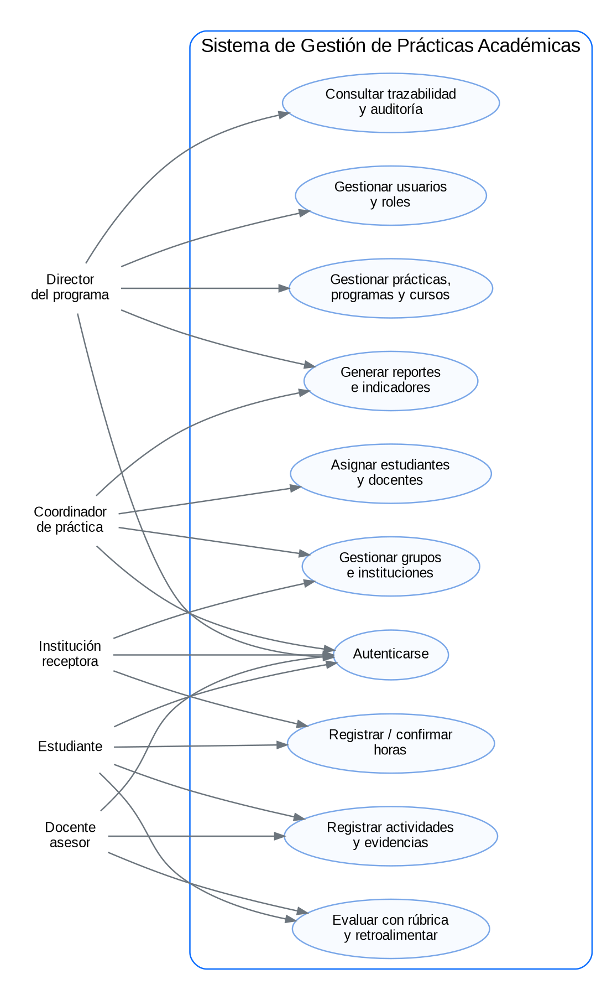 Sistema de Gestión de Prácticas Académicas
Consultar trazabilidad
y auditoría
Gestionar usuarios
y roles
Director
del programa
Gestionar prácticas,
programas y cursos
Generar reportes
e indicadores
Asignar estudiantes
y docentes
Coordinador
de práctica
Gestionar grupos
e instituciones
Institución
receptora
Autenticarse
Estudiante
Registrar / confirmar
horas
Docente
asesor
Registrar actividades
y evidencias
Evaluar con rúbrica
y retroalimentar